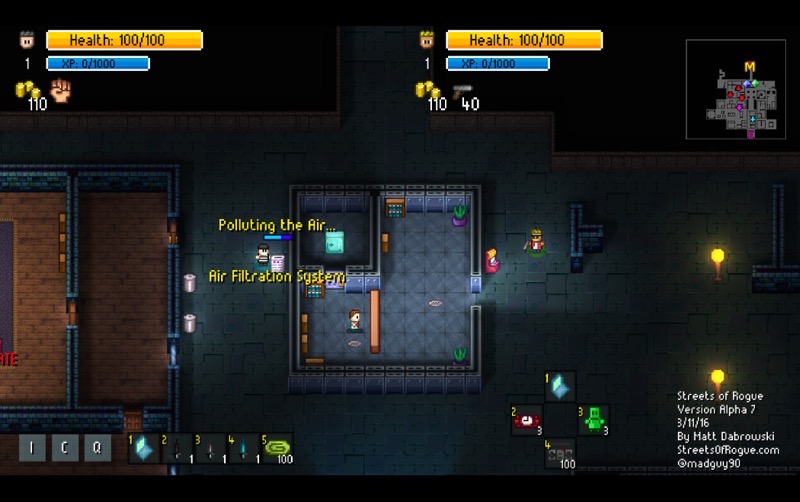 Health: 100/100
1
XP: 0/1000
110
Health: 100/100
1
XP: 0/1000
110
40
M
Polluting the Air...
Air Filtration System
I
C
Q
1
2
1
3
1
4
1
5
100
1
2
3
3
3
4
100
Streets of Rogue
Version Alpha 7
3/11/16
By Matt Dabrowski
StreetsOfRogue.com
@madguy90